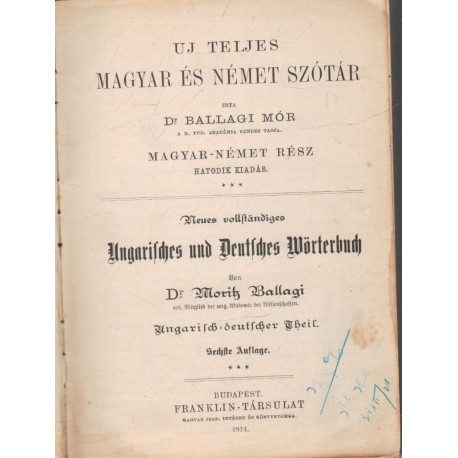 UJ TELJES
MAGYAR ÉS NÉMET SZÓTÁR
IRTA
Dr BALLAGI MÓR
A M. TUD. AKADÉMIA RENDES TAGJA.
MAGYAR-NÉMET RÉSZ
HATODIK KIADÁS.
***
Neues vollständiges
Ungarisches und Deutsches Wörterbuch
Von
Dr Moritz Ballagi
ord. Mitglied der ung. Akademie der Wissenschaften.
Ungarisch-deutscher Theil.
Sechste Auflage.
***
BUDAPEST.
FRANKLIN-TÁRSULAT
MAGYAR IROD. INTÉZET ÉS KÖNYVNYOMDA.
1914.